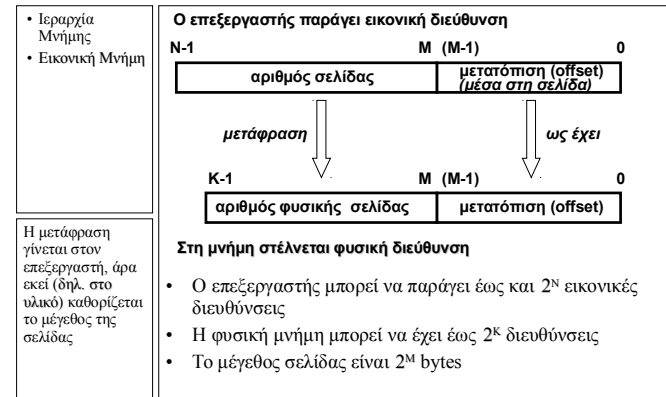 • Ιεραρχία
Μνήμης
• Εικονική Μνήμη
Η μετάφραση
γίνεται στον
επεξεργαστή, άρα
εκεί (δηλ. στο
υλικό) καθορίζεται
το μέγεθος της
σελίδας
Ο επεξεργαστής παράγει εικονική διεύθυνση
N-1 M (M-1) 0
αριθμός σελίδας μετατόπιση (offset)
(μέσα στη σελίδα)
μετάφραση ως έχει
K-1 M (M-1) 0
αριθμός φυσικής σελίδας μετατόπιση (offset)
Στη μνήμη στέλνεται φυσική διεύθυνση
• Ο επεξεργαστής μπορεί να παράγει έως και 2ᴺ εικονικές
διευθύνσεις
• Η φυσική μνήμη μπορεί να έχει έως 2ᴷ διευθύνσεις
• Το μέγεθος σελίδας είναι 2ᴹ bytes